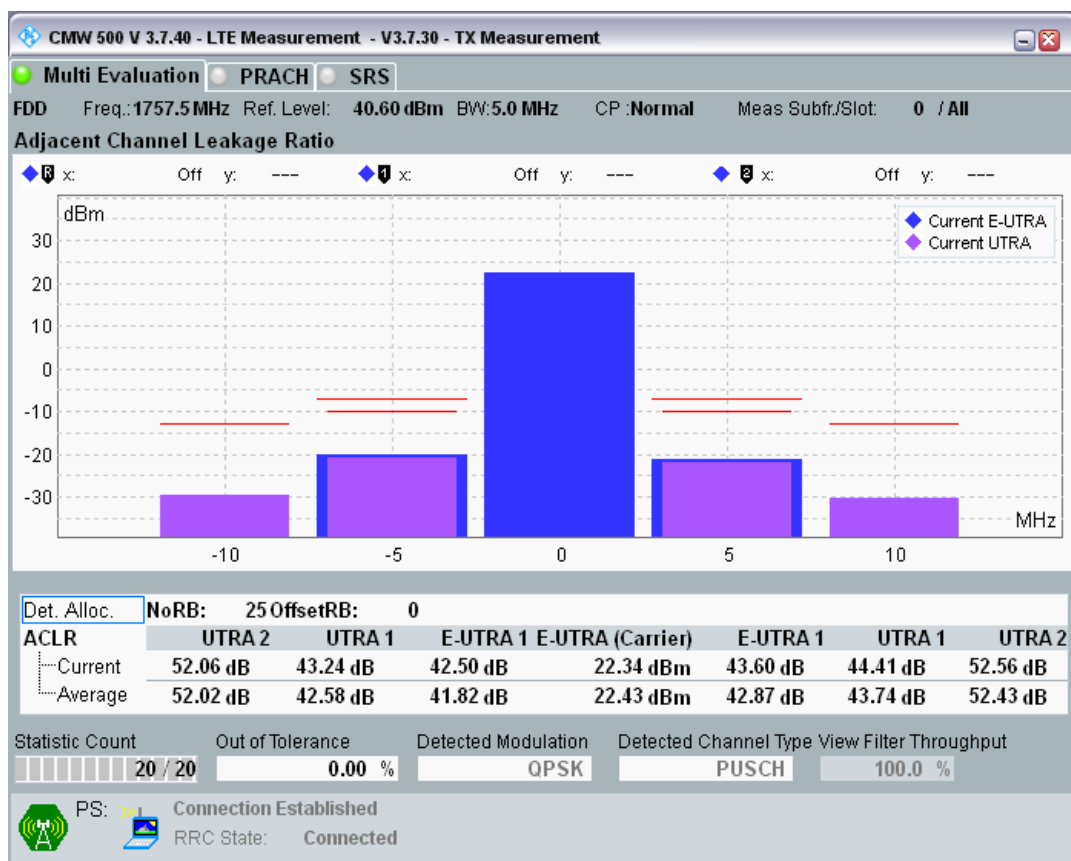 CMW 500 V 3.7.40 - LTE Measurement - V3.7.30 - TX Measurement
Multi Evaluation PRACH SRS
FDD Freq.: 1757.5 MHz Ref. Level: 40.60 dBm BW: 5.0 MHz CP : Normal Meas Subfr./Slot: 0 / All
Adjacent Channel Leakage Ratio
R x: Off y: --- 1 x: Off y: --- 2 x: Off y: ---
dBm
Current E-UTRA
Current UTRA
30
20
10
0
-10
-20
-30
MHz
-10 -5 0 5 10
Det. Alloc. NoRB: 25 OffsetRB: 0
ACLR UTRA 2 UTRA 1 E-UTRA 1 E-UTRA (Carrier) E-UTRA 1 UTRA 1 UTRA 2
Current 52.06 dB 43.24 dB 42.50 dB 22.34 dBm 43.60 dB 44.41 dB 52.56 dB
Average 52.02 dB 42.58 dB 41.82 dB 22.43 dBm 42.87 dB 43.74 dB 52.43 dB
Statistic Count Out of Tolerance Detected Modulation Detected Channel Type View Filter Throughput
20 / 20 0.00 % QPSK PUSCH 100.0 %
PS: Connection Established
RRC State: Connected